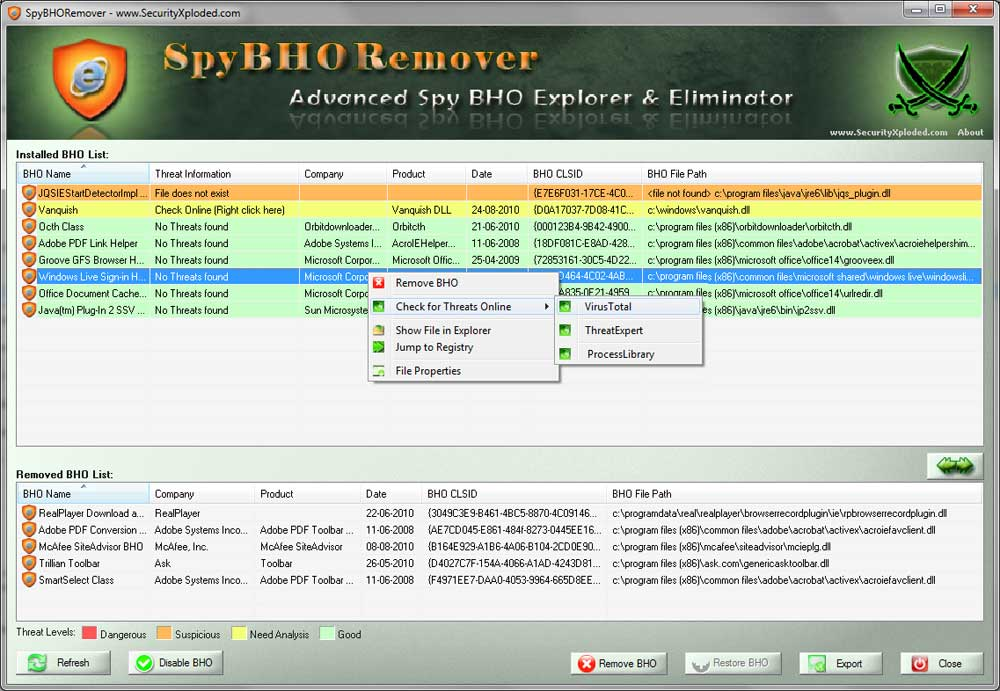 SpyBHORemover - www.SecurityXploded.com
SpyBHORemover
Advanced Spy BHO Explorer & Eliminator
www.SecurityXploded.com About
Installed BHO List:
BHO Name Threat Information Company Product Date BHO CLSID BHO File Path
JQSIEStartDetectorImpl... File does not exist {E7E6F031-17CE-4C0... <file not found> c:\program files\java\jre6\lib\jqs_plugin.dll
Vanquish Check Online (Right click here) Vanquish DLL 24-08-2010 {D0A17037-7D08-41C... c:\windows\vanquish.dll
Octh Class No Threats found Orbitdownloader... Orbitcth 21-06-2010 {000123B4-9B42-4900... c:\program files (x86)\orbitdownloader\orbitcth.dll
Adobe PDF Link Helper No Threats found Adobe Systems I... AcroIEHelper... 11-06-2008 {18DF081C-E8AD-428... c:\program files (x86)\common files\adobe\acrobat\activex\acroiehelpershim...
Groove GFS Browser H... No Threats found Microsoft Corpor... Microsoft Offic... 25-04-2009 {72853161-30C5-4D22... c:\program files (x86)\microsoft office\office14\grooveex.dll
Windows Live Sign-in H... No Threats found Microsoft Corpo D464-4C02-4AB... c:\program files (x86)\common files\microsoft shared\windows live\windowsli...
Office Document Cache... No Threats found Microsoft Corp A835-0F21-4959 c:\program files (x86)\microsoft office\office14\urlredir.dll
Java(tm) Plug-In 2 SSV ... No Threats found Sun Microsyste les (x86)\java\jre6\bin\jp2ssv.dll
Remove BHO
Check for Threats Online
Show File in Explorer
Jump to Registry
File Properties
VirusTotal
ThreatExpert
ProcessLibrary
Removed BHO List:
BHO Name Company Product Date BHO CLSID BHO File Path
RealPlayer Download a... RealPlayer 22-06-2010 {3049C3E9-B461-4BC5-8870-4C09146... c:\programdata\real\realplayer\browserrecordplugin\ie\rpbrowserrecordplugin.dll
Adobe PDF Conversion ... Adobe Systems Inco... Adobe PDF Toolbar ... 11-06-2008 {AE7CD045-E861-484f-8273-0445EE16... c:\program files (x86)\common files\adobe\acrobat\activex\acroiefavclient.dll
McAfee SiteAdvisor BHO McAfee, Inc. McAfee SiteAdvisor 08-08-2010 {B164E929-A1B6-4A06-B104-2CD0E90... c:\program files (x86)\mcafee\siteadvisor\mcieplg.dll
Trillian Toolbar Ask Toolbar 26-05-2010 {D4027C7F-154A-4066-A1AD-4243D81... c:\program files (x86)\ask.com\genericasktoolbar.dll
SmartSelect Class Adobe Systems Inco... Adobe PDF Toolbar ... 11-06-2008 {F4971EE7-DAA0-4053-9964-665D8EE... c:\program files (x86)\common files\adobe\acrobat\activex\acroiefavclient.dll
Threat Levels: Dangerous Suspicious Need Analysis Good
Refresh Disable BHO Remove BHO Restore BHO Export Close